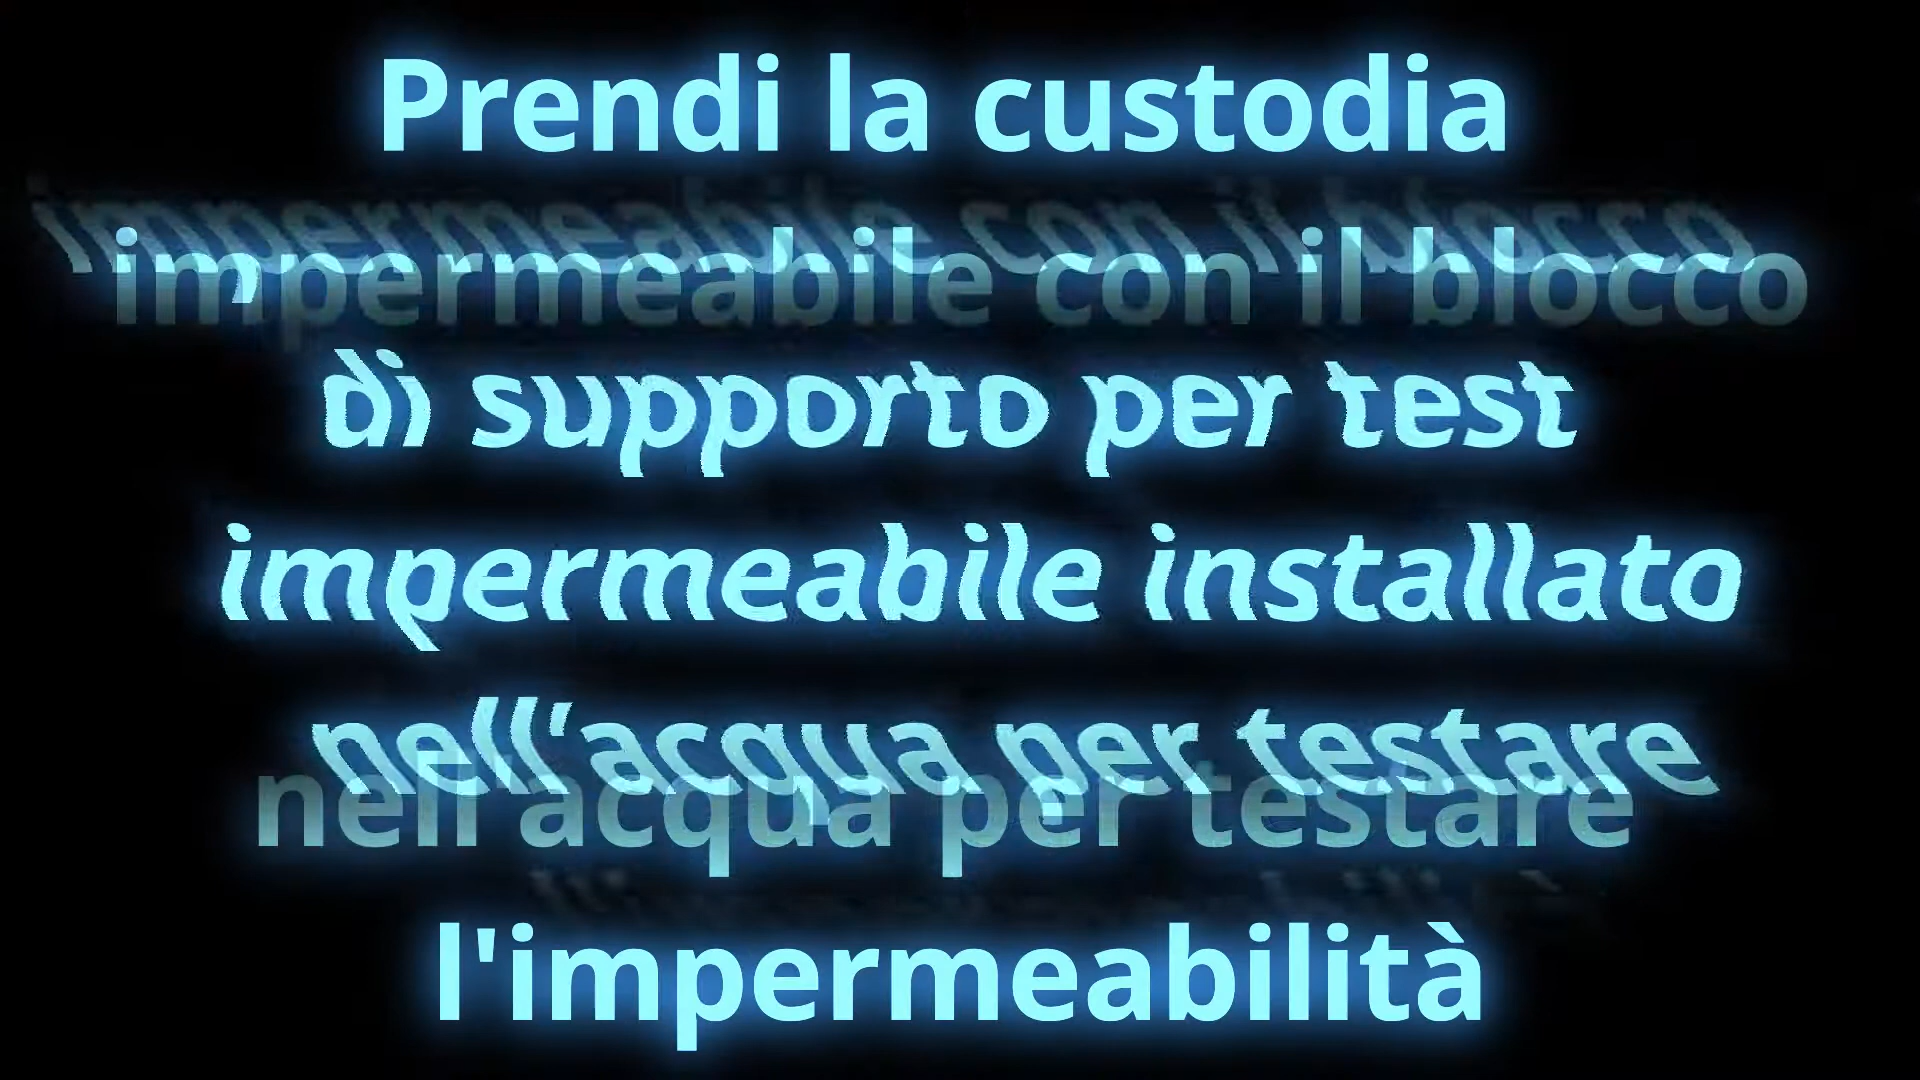 Prendi la custodia
impermeabile con il blocco
di supporto per test
impermeabile installato
nell'acqua per testare
l'impermeabilità